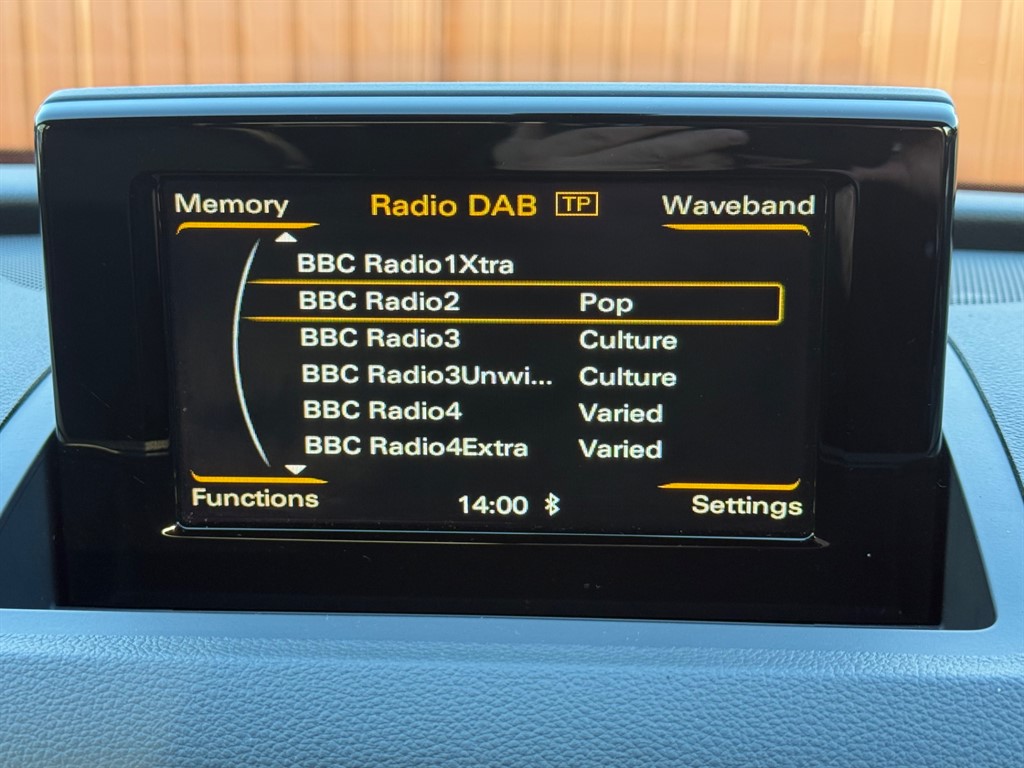 Memory Radio DAB TP Waveband
BBC Radio1Xtra
BBC Radio2 Pop
BBC Radio3 Culture
BBC Radio3Unwi... Culture
BBC Radio4 Varied
BBC Radio4Extra Varied
Functions 14:00 Settings